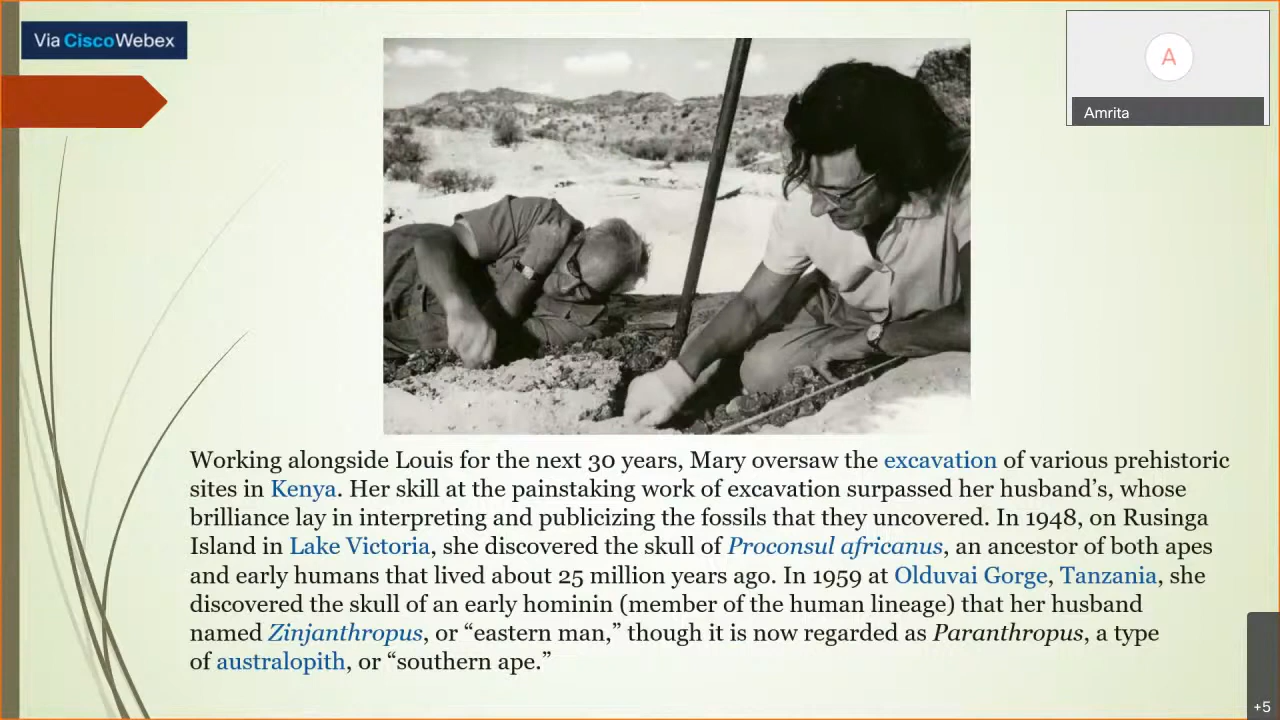 Via CiscoWebex
A
Amrita
Working alongside Louis for the next 30 years, Mary oversaw the excavation of various prehistoric
sites in Kenya. Her skill at the painstaking work of excavation surpassed her husband’s, whose
brilliance lay in interpreting and publicizing the fossils that they uncovered. In 1948, on Rusinga
Island in Lake Victoria, she discovered the skull of Proconsul africanus, an ancestor of both apes
and early humans that lived about 25 million years ago. In 1959 at Olduvai Gorge, Tanzania, she
discovered the skull of an early hominin (member of the human lineage) that her husband
named Zinjanthropus, or “eastern man,” though it is now regarded as Paranthropus, a type
of australopith, or “southern ape.”
+5